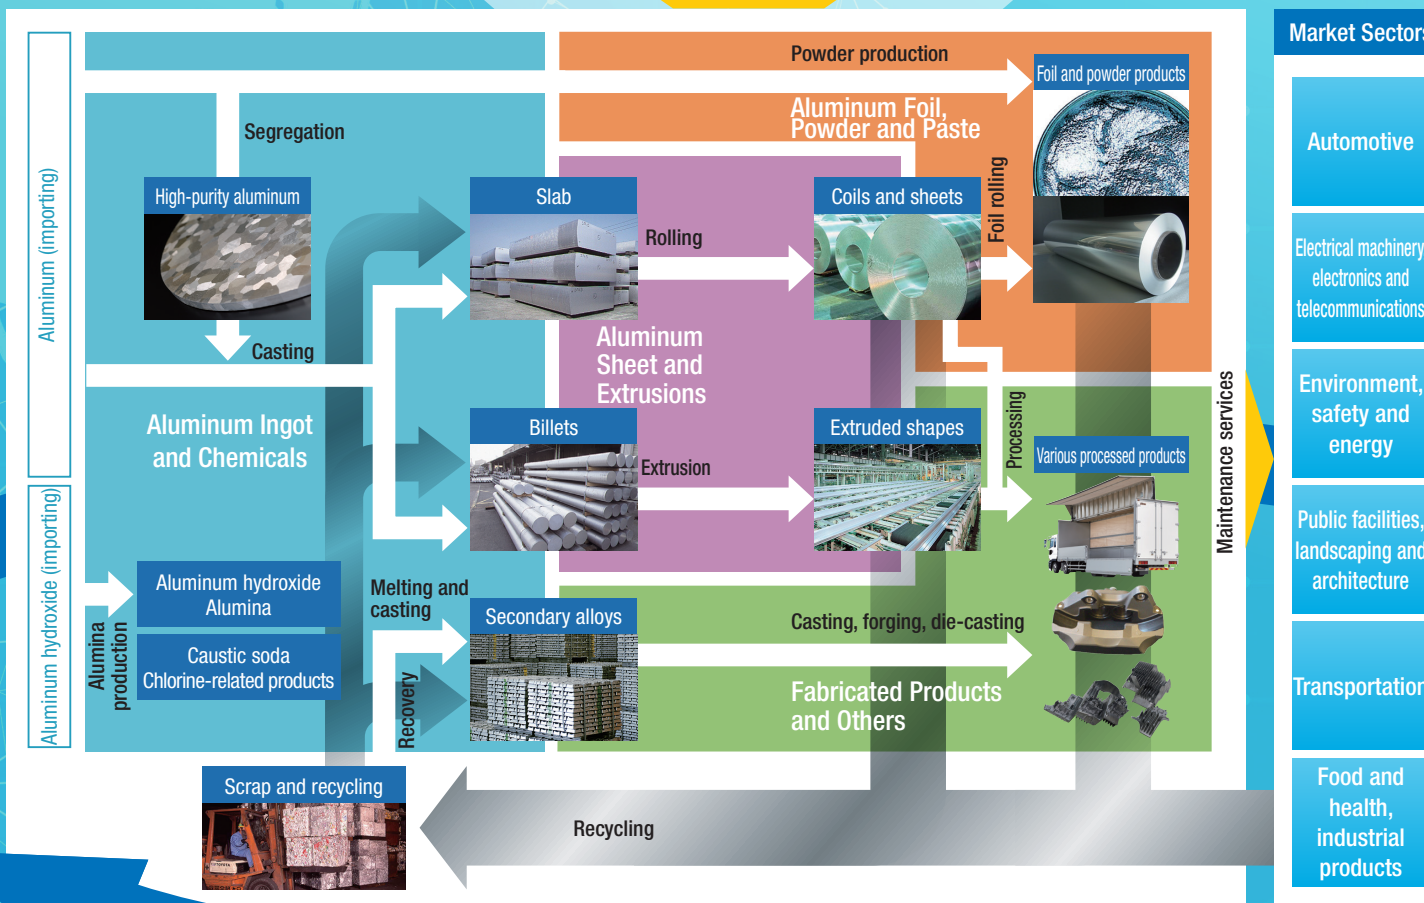 Market Sectors
Powder production
Foil and powder products
Aluminum Foil,
Powder and Paste
Segregation
Aluminum (importing)
High-purity aluminum
Slab
Coils and sheets
Foil rolling
Rolling
Casting
Aluminum
Sheet and
Extrusions
Aluminum Ingot
and Chemicals
Billets
Extruded shapes
Processing
Various processed products
Extrusion
Maintenance services
Aluminum hydroxide (importing)
Aluminum hydroxide
Alumina
Caustic soda
Chlorine-related products
Alumina
production
Melting and
casting
Recovery
Secondary alloys
Casting, forging, die-casting
Fabricated Products
and Others
Scrap and recycling
Recycling
Automotive
Electrical machinery,
electronics and
telecommunications
Environment,
safety and
energy
Public facilities,
landscaping and
architecture
Transportation
Food and
health,
industrial
products